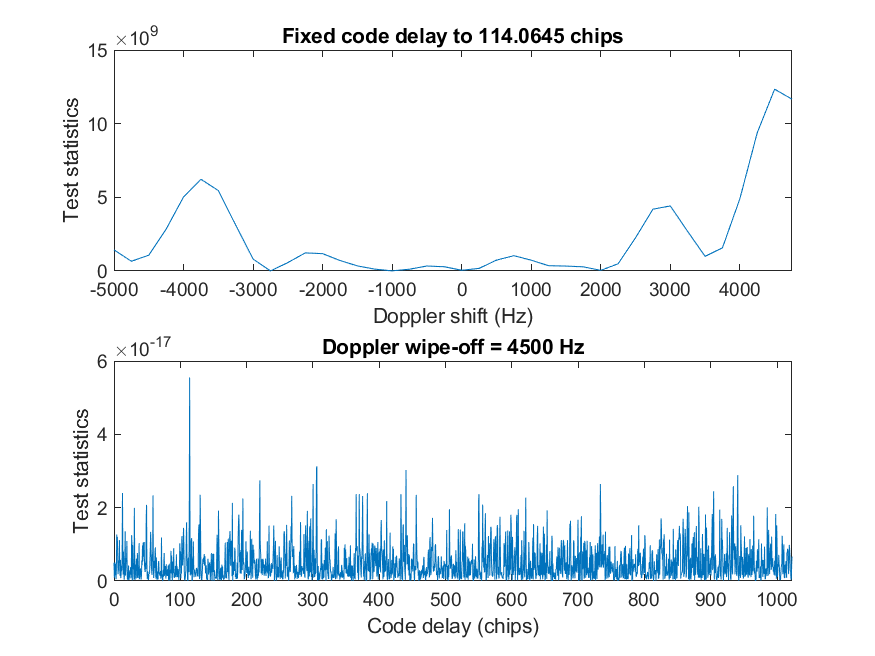 ×10^9
Fixed code delay to 114.0645 chips
15
10
5
0
Test statistics
-5000 -4000 -3000 -2000 -1000 0 1000 2000 3000 4000
Doppler shift (Hz)
×10^-17
Doppler wipe-off = 4500 Hz
6
4
2
0
Test statistics
0 100 200 300 400 500 600 700 800 900 1000
Code delay (chips)